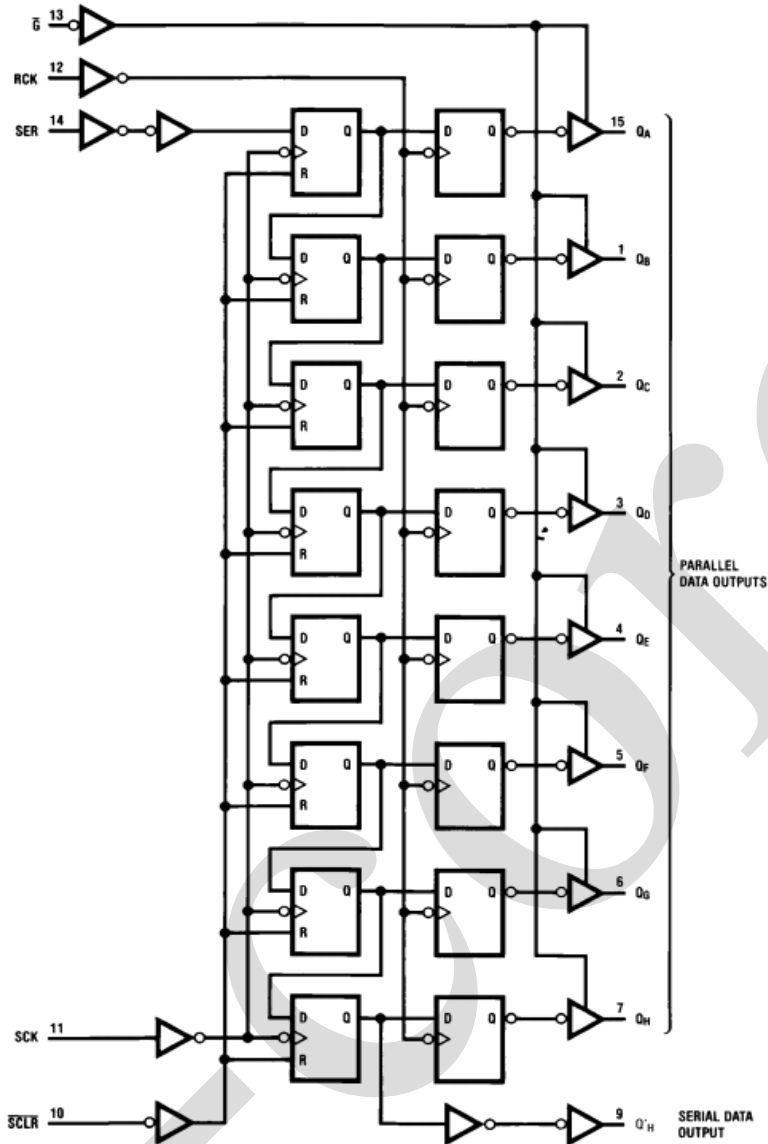 G 13
RCK 12
SER 14
D Q D Q 15 QA
R
D Q D Q 1 QB
R
D Q D Q 2 QC
R
D Q D Q 3 QD
R
PARALLEL
DATA OUTPUTS
D Q D Q 4 QE
R
D Q D Q 5 QF
R
D Q D Q 6 QG
R
D Q D Q 7 QH
SCK 11
R
SCLR 10
9 Q'H SERIAL DATA
OUTPUT